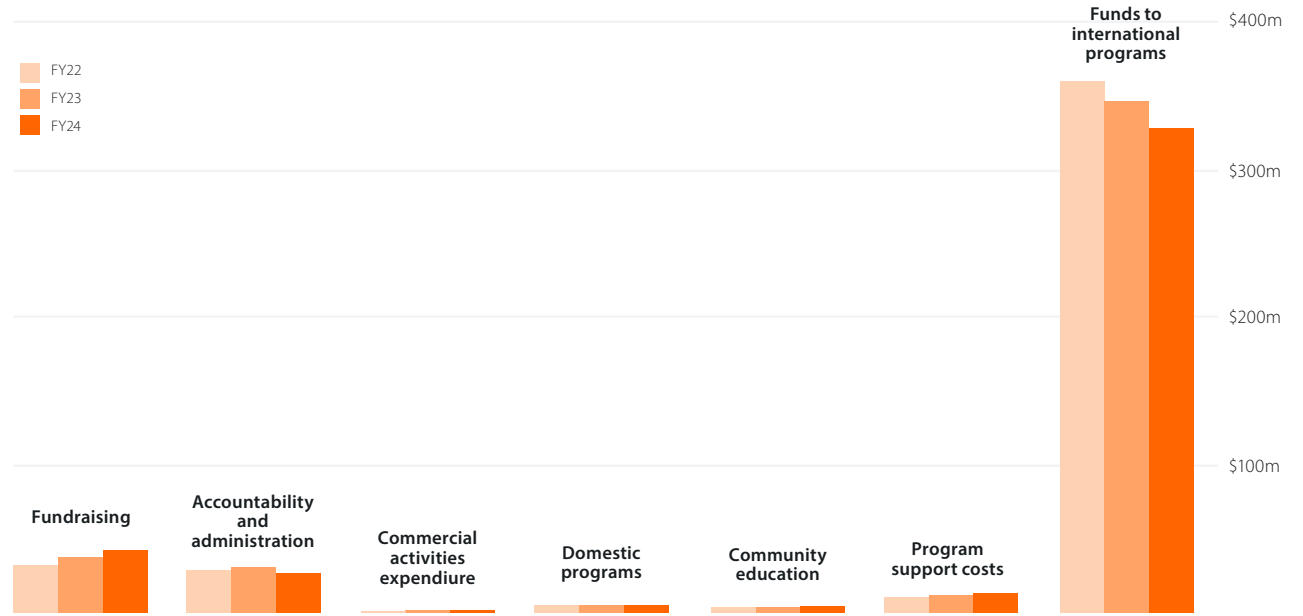 Funds to
international
programs
$400m
FY22
FY23
FY24
$300m
$200m
$100m
Fundraising
Accountability
and
administration
Commercial
activities
expendiure
Domestic
programs
Community
education
Program
support costs